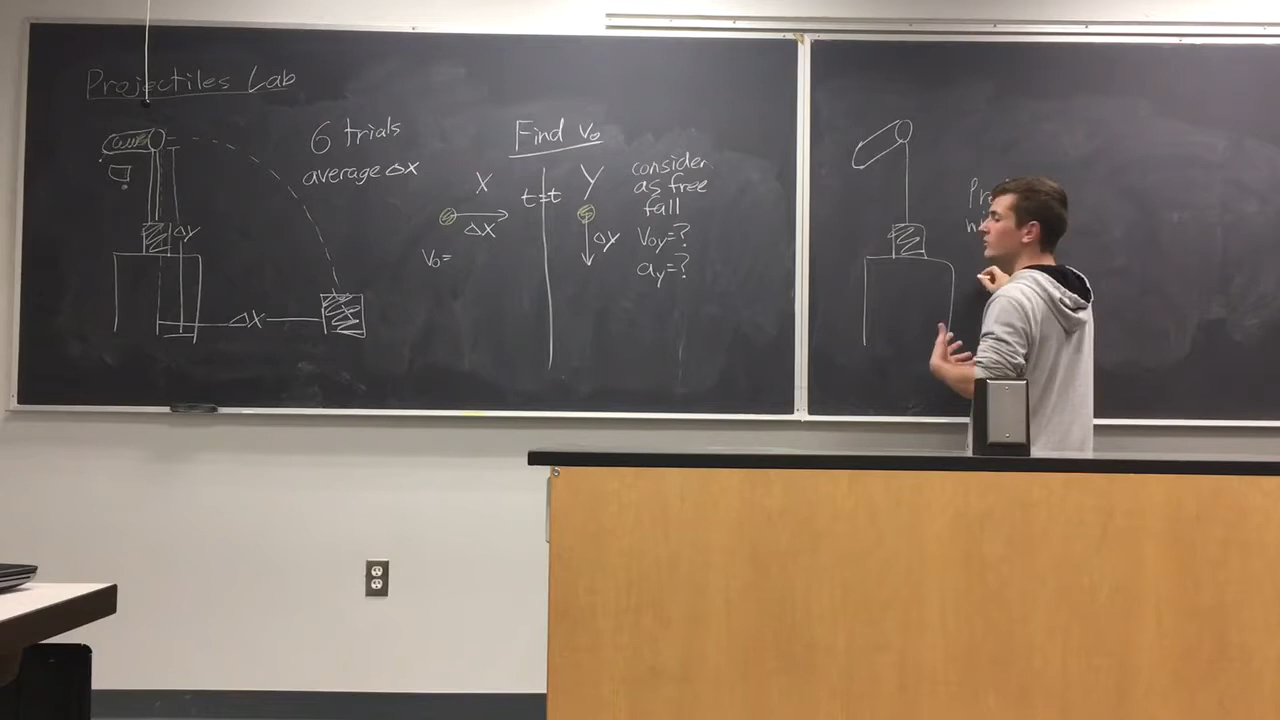 Projectiles Lab
6 trials
average Δx
Δy
Δx
Find v₀
X
t=t
Y
Δx
v₀=
Δy
consider
as free
fall
v₀y=?
ay=?